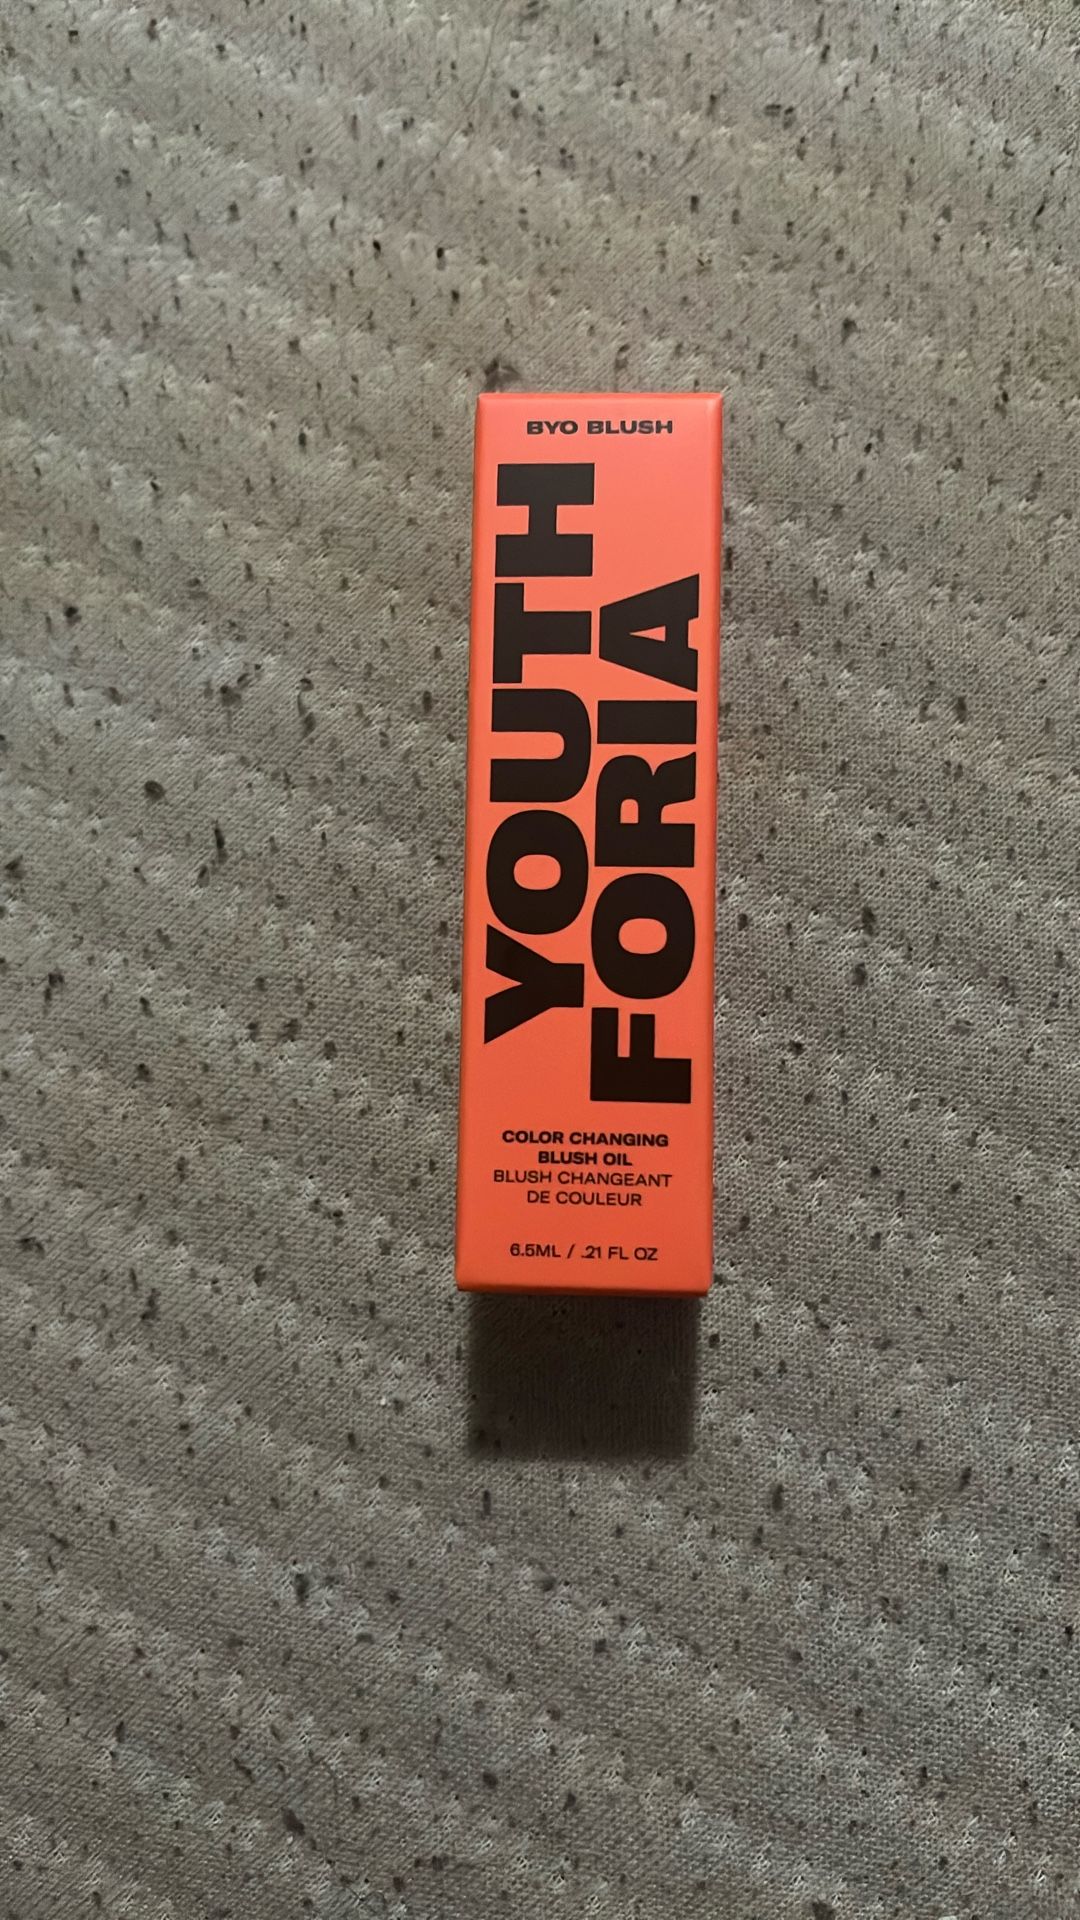 BYO BLUSH
YOUTH
FORIA
COLOR CHANGING
BLUSH OIL
BLUSH CHANGEANT
DE COULEUR
6.5ML / .21 FL OZ